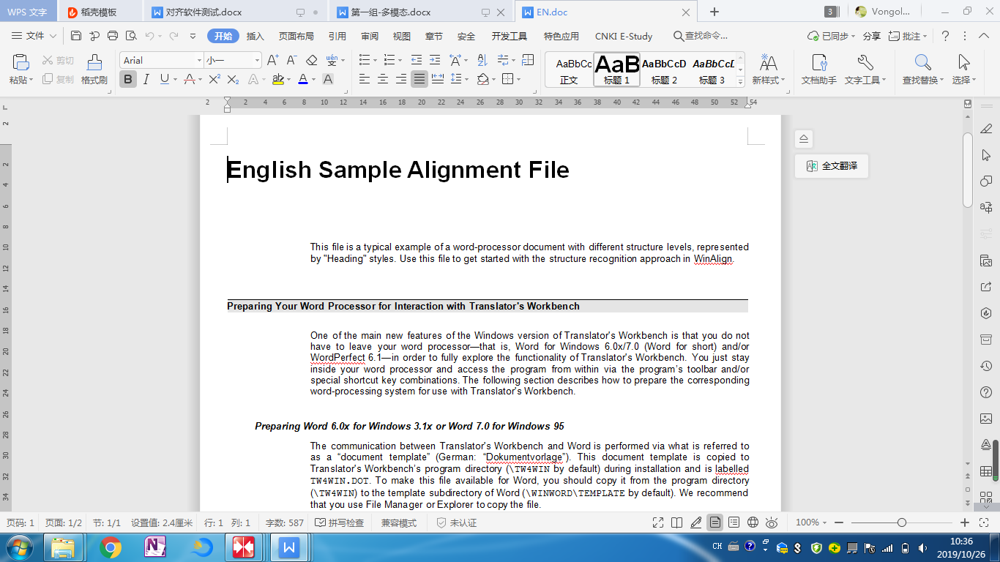 WPS 文字
稻壳模板
对齐软件测试.docx
第一组-多模态.docx
EN.doc
3
Vongol...
文件
开始
插入
页面布局
引用
审阅
视图
章节
安全
开发工具
特色应用
CNKI E-Study
查找命令...
已同步
分享
批注
粘贴
剪切
复制
格式刷
Arial
小一
AaBbCc
正文
AaB
标题 1
AaBbCcD
标题 2
AaBbCcD
标题 3
新样式
文档助手
文字工具
查找替换
选择
2 2 4 6 8 10 12 14 16 18 20 22 24 26 28 30 32 34 36 38 40 42 44 46 48 50 52 54
2
2
4
6
8
10
12
14
16
18
20
22
24
26
28
30
32
34
全文翻译
English Sample Alignment File
This file is a typical example of a word-processor document with different structure levels, represented
by "Heading" styles. Use this file to get started with the structure recognition approach in WinAlign.
Preparing Your Word Processor for Interaction with Translator's Workbench
One of the main new features of the Windows version of Translator's Workbench is that you do not
have to leave your word processor—that is, Word for Windows 6.0x/7.0 (Word for short) and/or
WordPerfect 6.1—in order to fully explore the functionality of Translator's Workbench. You just stay
inside your word processor and access the program from within via the program's toolbar and/or
special shortcut key combinations. The following section describes how to prepare the corresponding
word-processing system for use with Translator's Workbench.
Preparing Word 6.0x for Windows 3.1x or Word 7.0 for Windows 95
The communication between Translator's Workbench and Word is performed via what is referred to
as a “document template” (German: “Dokumentvorlage”). This document template is copied to
Translator's Workbench's program directory (\TW4WIN by default) during installation and is labelled
TW4WIN.DOT. To make this file available for Word, you should copy it from the program directory
(\TW4WIN) to the template subdirectory of Word (\WINWORD\TEMPLATE by default). We recommend
that you use File Manager or Explorer to copy the file.
页码: 1
页面: 1/2
节: 1/1
设置值: 2.4厘米
行: 1
列: 1
字数: 587
拼写检查
兼容模式
未认证
100%
CH
10:36
2019/10/26